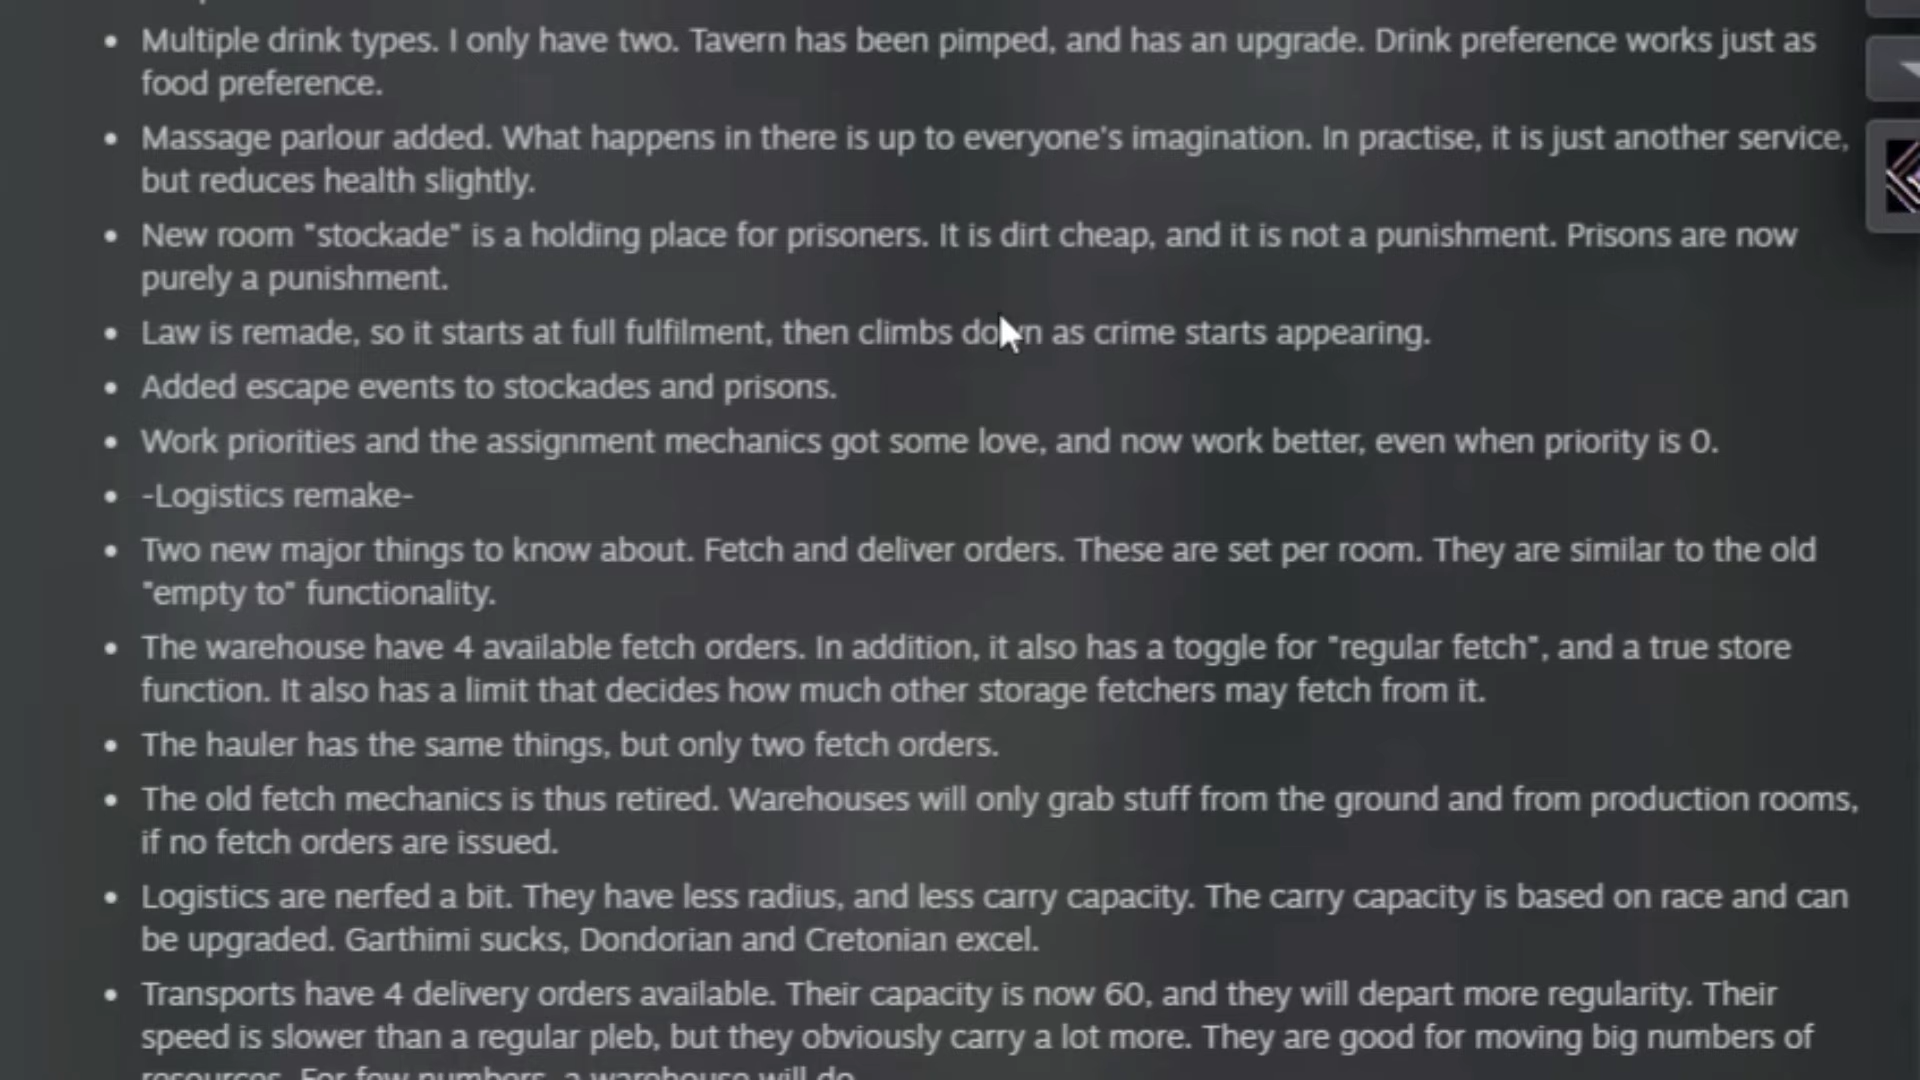 • Multiple drink types. I only have two. Tavern has been pimped, and has an upgrade. Drink preference works just as
food preference.
• Massage parlour added. What happens in there is up to everyone's imagination. In practise, it is just another service,
but reduces health slightly.
• New room "stockade" is a holding place for prisoners. It is dirt cheap, and it is not a punishment. Prisons are now
purely a punishment.
• Law is remade, so it starts at full fulfilment, then climbs down as crime starts appearing.
• Added escape events to stockades and prisons.
• Work priorities and the assignment mechanics got some love, and now work better, even when priority is 0.
• -Logistics remake-
• Two new major things to know about. Fetch and deliver orders. These are set per room. They are similar to the old
"empty to" functionality.
• The warehouse have 4 available fetch orders. In addition, it also has a toggle for "regular fetch", and a true store
function. It also has a limit that decides how much other storage fetchers may fetch from it.
• The hauler has the same things, but only two fetch orders.
• The old fetch mechanics is thus retired. Warehouses will only grab stuff from the ground and from production rooms,
if no fetch orders are issued.
• Logistics are nerfed a bit. They have less radius, and less carry capacity. The carry capacity is based on race and can
be upgraded. Garthimi sucks, Dondorian and Cretonian excel.
• Transports have 4 delivery orders available. Their capacity is now 60, and they will depart more regularity. Their
speed is slower than a regular pleb, but they obviously carry a lot more. They are good for moving big numbers of
resources. For few numbers, a warehouse will do